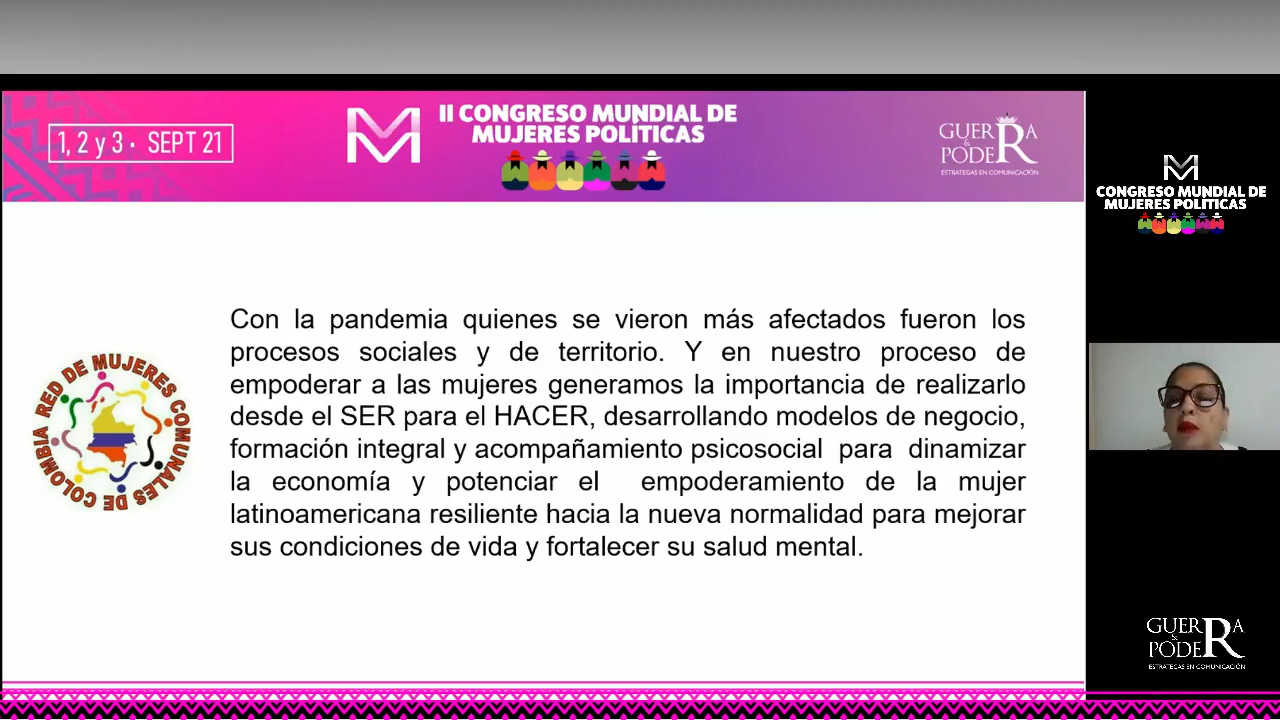 1, 2 y 3 · SEPT 21
II CONGRESO MUNDIAL DE
MUJERES POLÍTICAS
GUERRA
&
PODER
ESTRATEGAS EN COMUNICACIÓN
CONGRESO MUNDIAL DE
MUJERES POLÍTICAS
Con la pandemia quienes se vieron más afectados fueron los
procesos sociales y de territorio. Y en nuestro proceso de
empoderar a las mujeres generamos la importancia de realizarlo
desde el SER para el HACER, desarrollando modelos de negocio,
formación integral y acompañamiento psicosocial para dinamizar
la economía y potenciar el empoderamiento de la mujer
latinoamericana resiliente hacia la nueva normalidad para mejorar
sus condiciones de vida y fortalecer su salud mental.
RED DE MUJERES COMUNALES DE COLOMBIA
GUERRA
&
PODER
ESTRATEGAS EN COMUNICACIÓN